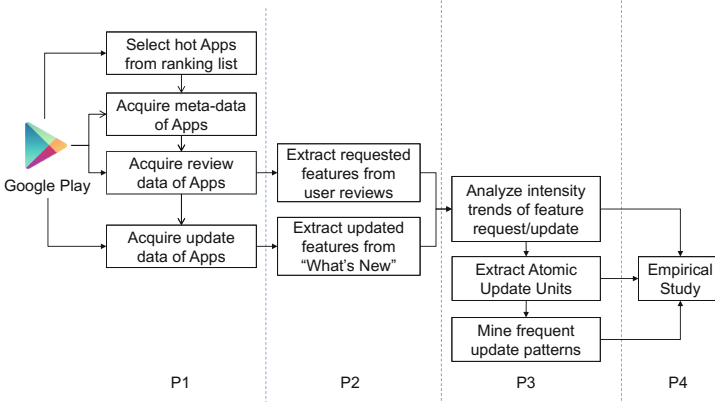 Select hot Apps
from ranking list
Acquire meta-data
of Apps
Google Play
Acquire review
data of Apps
Acquire update
data of Apps
Extract requested
features from
user reviews
Extract updated
features from
“What’s New”
Analyze intensity
trends of feature
request/update
Extract Atomic
Update Units
Mine frequent
update patterns
Empirical
Study
P1
P2
P3
P4